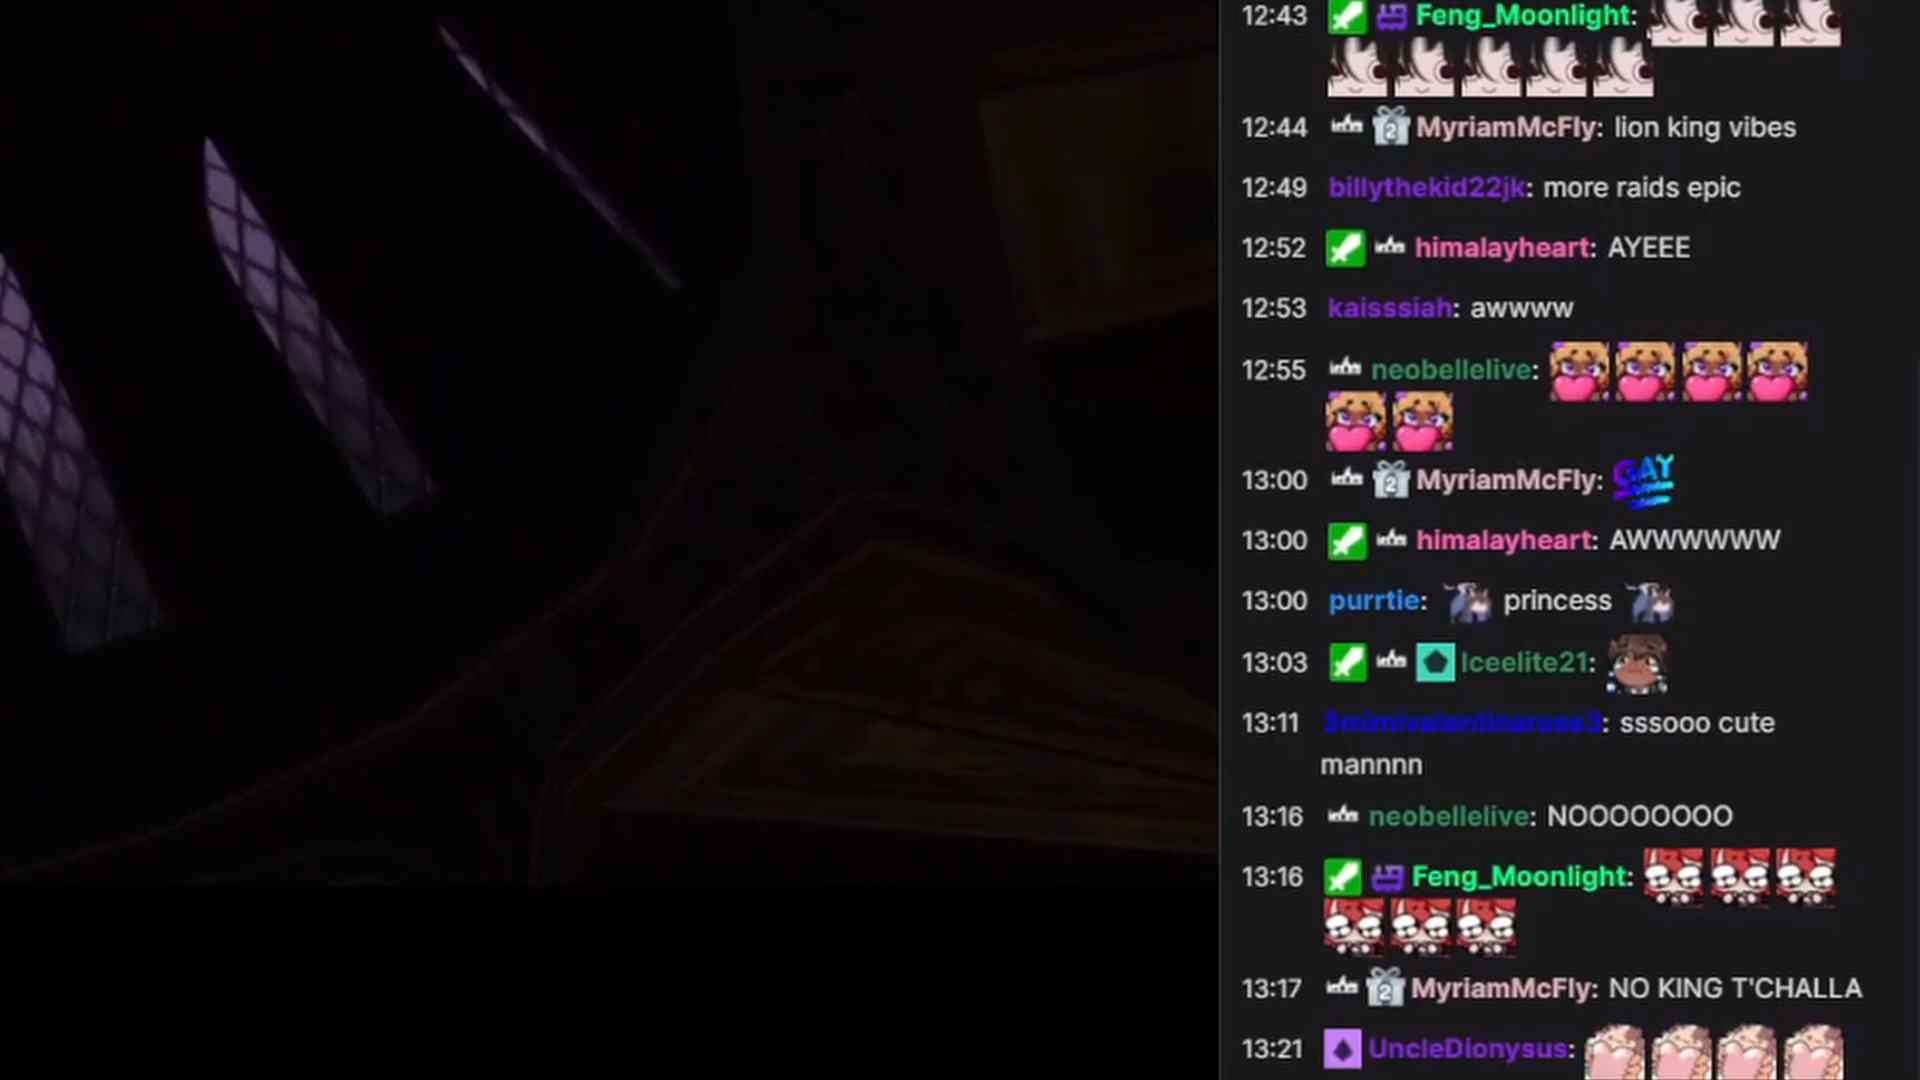 12:43 Feng_Moonlight:
12:44 2 MyriamMcFly: lion king vibes
12:49 billythekid22jk: more raids epic
12:52 himalayheart: AYEEE
12:53 kaisssiah: awwww
12:55 neobellelive:
13:00 2 MyriamMcFly: GAY
13:00 himalayheart: AWWWWWW
13:00 purrtie: princess
13:03 Iceelite21:
13:11 3mimivalentinarose3: sssooo cute
mannnn
13:16 neobellelive: NOOOOOOOO
13:16 Feng_Moonlight:
13:17 2 MyriamMcFly: NO KING T'CHALLA
13:21 UncleDionysus: